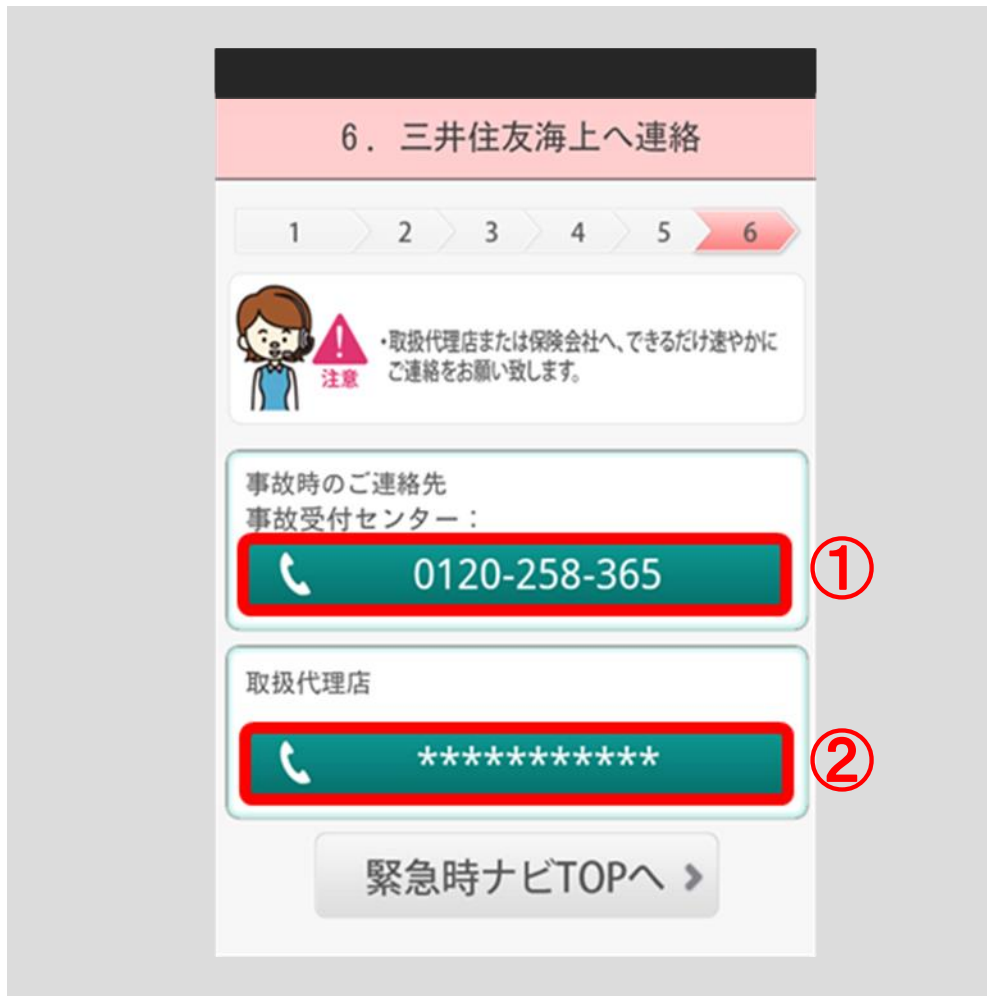 6. 三井住友海上へ連絡
1 2 3 4 5 6
・取扱代理店または保険会社へ、できるだけ速やかに
ご連絡をお願い致します。
注意
事故時のご連絡先
事故受付センター：
0120-258-365
①
取扱代理店
***********
②
緊急時ナビTOPへ